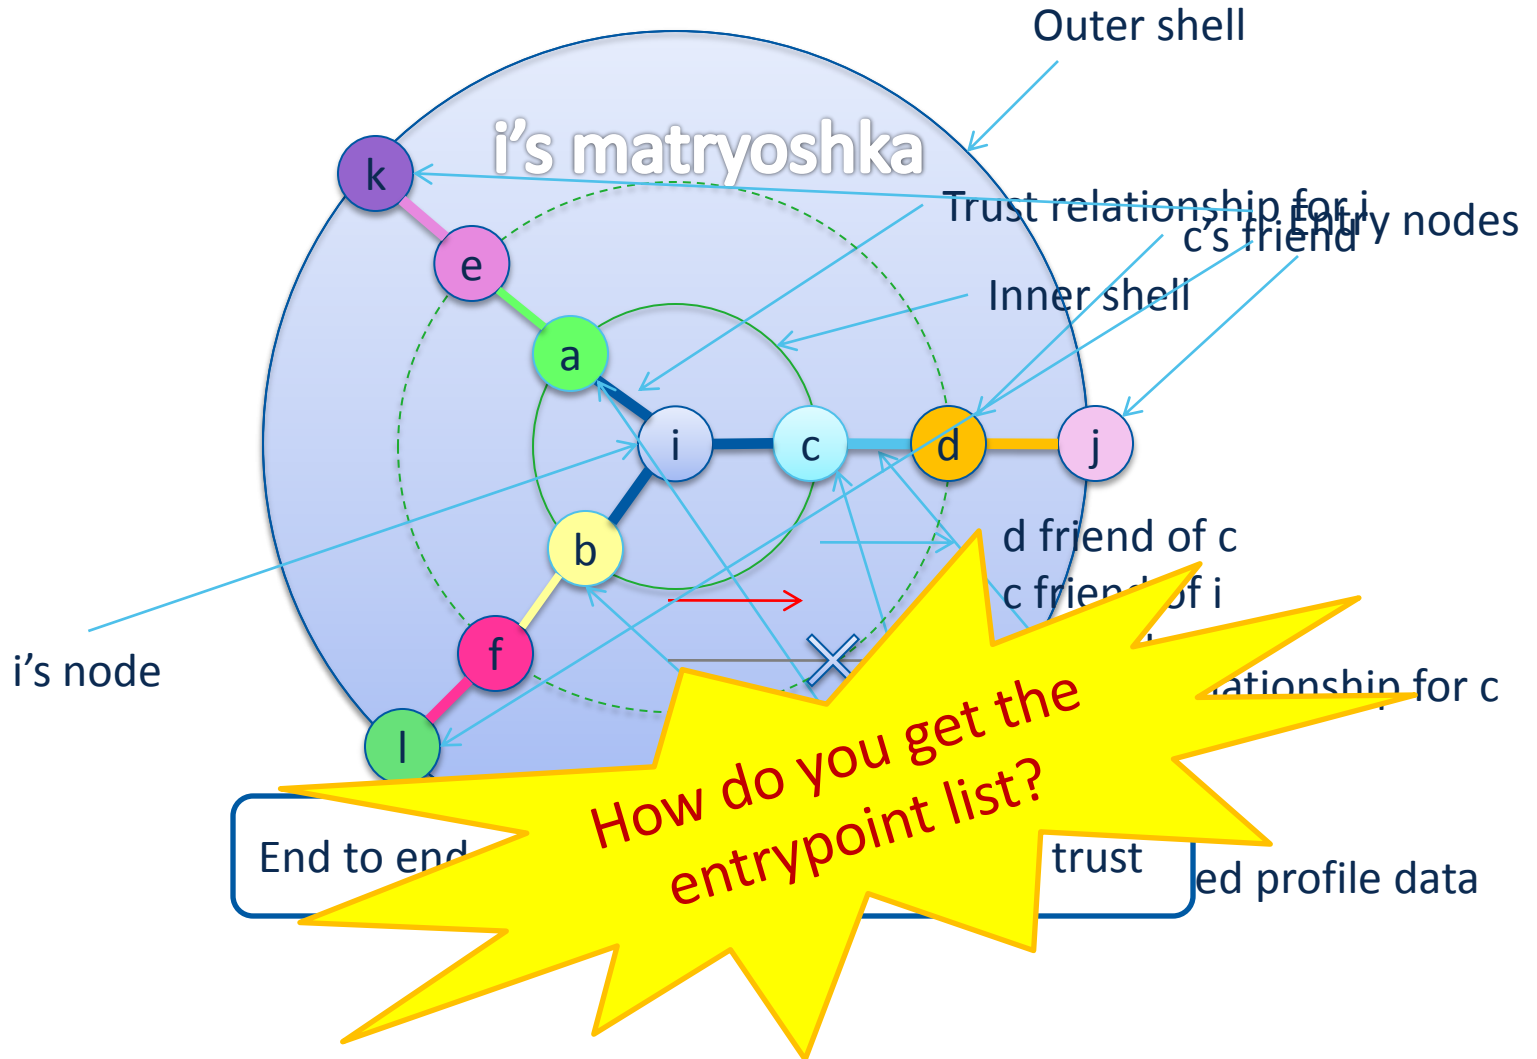 Outer shell
i's matryoshka
k
Trust relationship for i
Entry nodes
c's friend
e
Inner shell
a
i
c
d
j
d friend of c
b
c friend of i
f
i's node
ationship for c
l
How do you get the
entrypoint list?
End to end
trust
ed profile data